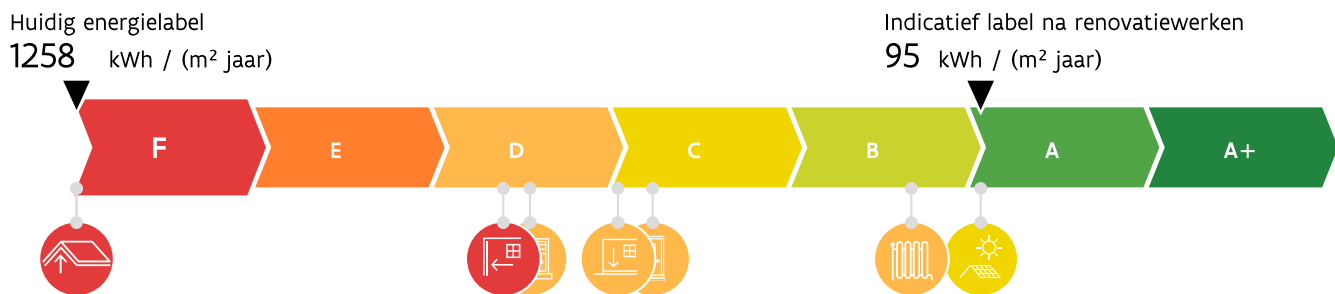 Huidig energielabel
1258 kWh / (m² jaar)
Indicatief label na renovatiewerken
95 kWh / (m² jaar)
F E D C B A A+